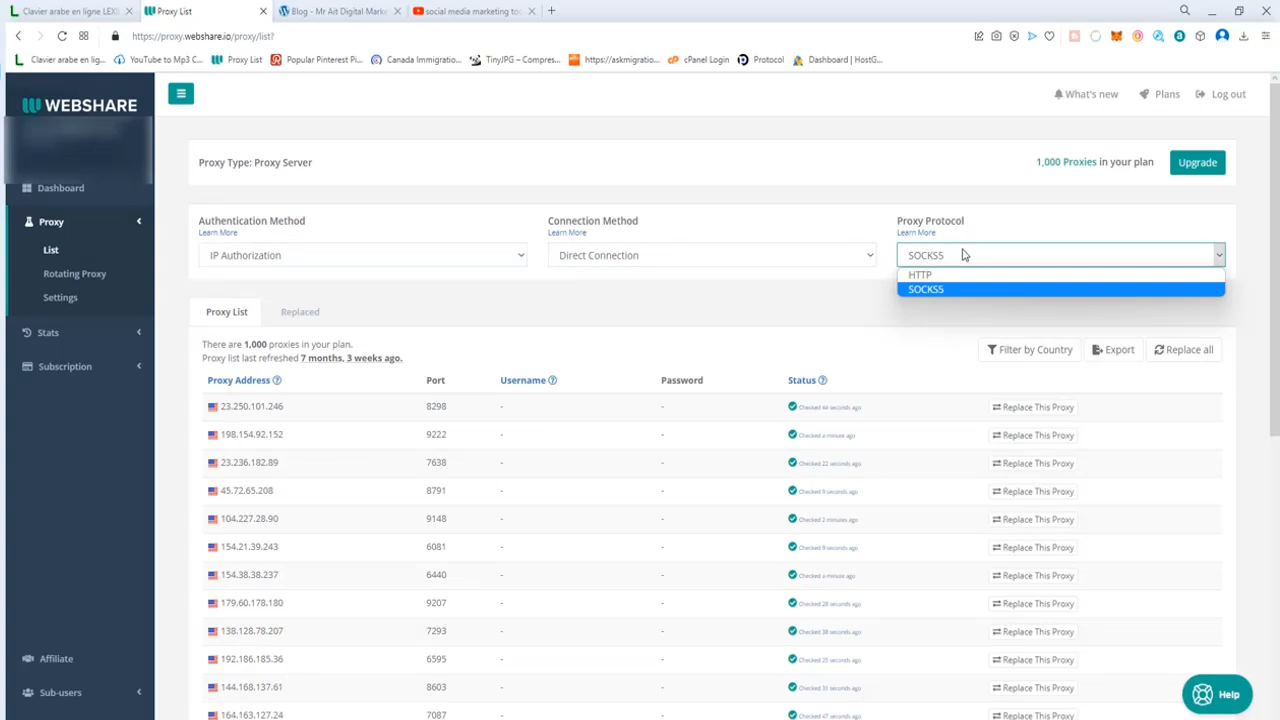 Clavier arabe en ligne LEXI
Proxy List
Blog - Mr Ait Digital Marke
social media marketing to
https://proxy.webshare.io/proxy/list?
Clavier arabe en lig...
YouTube to Mp3 C...
Proxy List
Popular Pinterest Pi...
Canada Immigratio...
TinyJPG – Compres...
https://askmigratio...
cPanel Login
Protocol
Dashboard | HostG...
WEBSHARE
What's new
Plans
Log out
Dashboard
Proxy
List
Rotating Proxy
Settings
Stats
Subscription
Affiliate
Sub-users
Proxy Type: Proxy Server
1,000 Proxies in your plan
Upgrade
Authentication Method
Learn More
IP Authorization
Connection Method
Learn More
Direct Connection
Proxy Protocol
Learn More
SOCKS5
HTTP
SOCKS5
Proxy List
Replaced
There are 1,000 proxies in your plan.
Proxy list last refreshed 7 months, 3 weeks ago.
Filter by Country
Export
Replace all
Proxy Address Port Username Password Status
23.250.101.246 8298 - - Checked 44 seconds ago Replace This Proxy
198.154.92.152 9222 - - Checked a minute ago Replace This Proxy
23.236.182.89 7638 - - Checked 22 seconds ago Replace This Proxy
45.72.65.208 8791 - - Checked 9 seconds ago Replace This Proxy
104.227.28.90 9148 - - Checked 2 minutes ago Replace This Proxy
154.21.39.243 6081 - - Checked 9 seconds ago Replace This Proxy
154.38.38.237 6440 - - Checked a minute ago Replace This Proxy
179.60.178.180 9207 - - Checked 28 seconds ago Replace This Proxy
138.128.78.207 7293 - - Checked 38 seconds ago Replace This Proxy
192.186.185.36 6595 - - Checked 20 seconds ago Replace This Proxy
144.168.137.61 8603 - - Checked 31 seconds ago Replace This Proxy
164.163.127.24 7087 - - Checked 47 seconds ago Replace This Proxy
Help